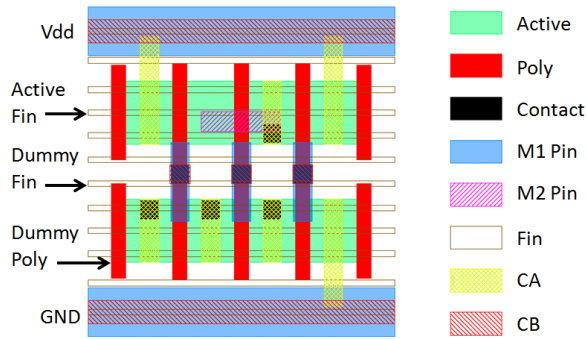 Vdd
Active
Fin
Dummy
Fin
Dummy
Poly
GND
Active
Poly
Contact
M1 Pin
M2 Pin
Fin
CA
CB